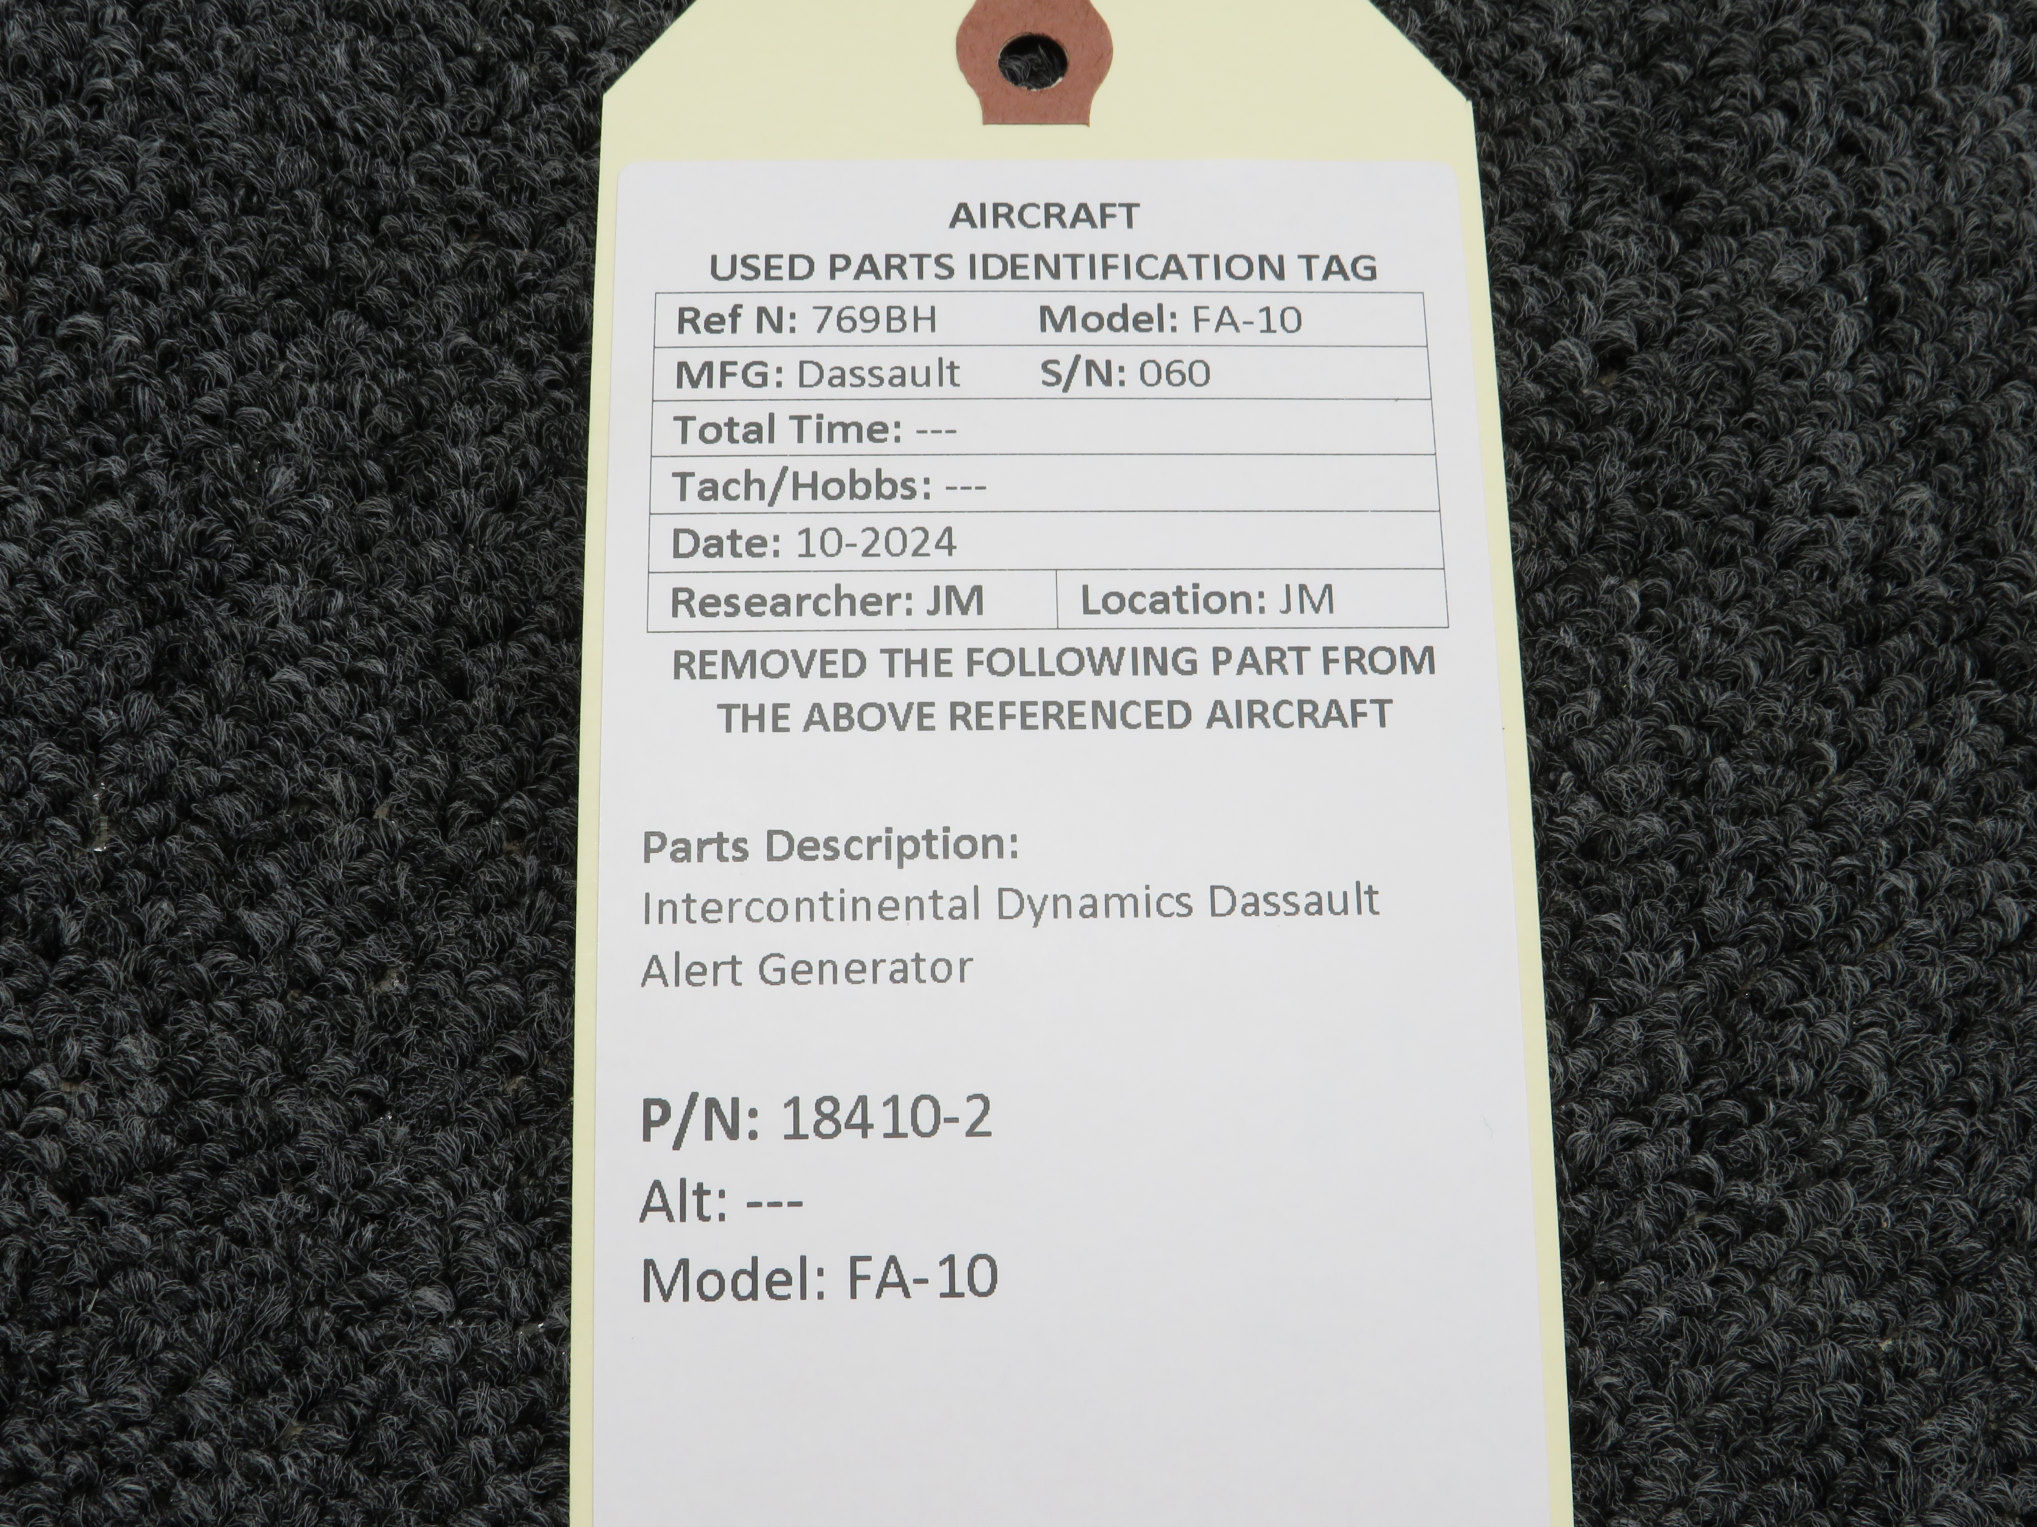 AIRCRAFT
USED PARTS IDENTIFICATION TAG
Ref N: 769BH Model: FA-10
MFG: Dassault S/N: 060
Total Time: ---
Tach/Hobbs: ---
Date: 10-2024
Researcher: JM Location: JM
REMOVED THE FOLLOWING PART FROM
THE ABOVE REFERENCED AIRCRAFT
Parts Description:
Intercontinental Dynamics Dassault
Alert Generator
P/N: 18410-2
Alt: ---
Model: FA-10